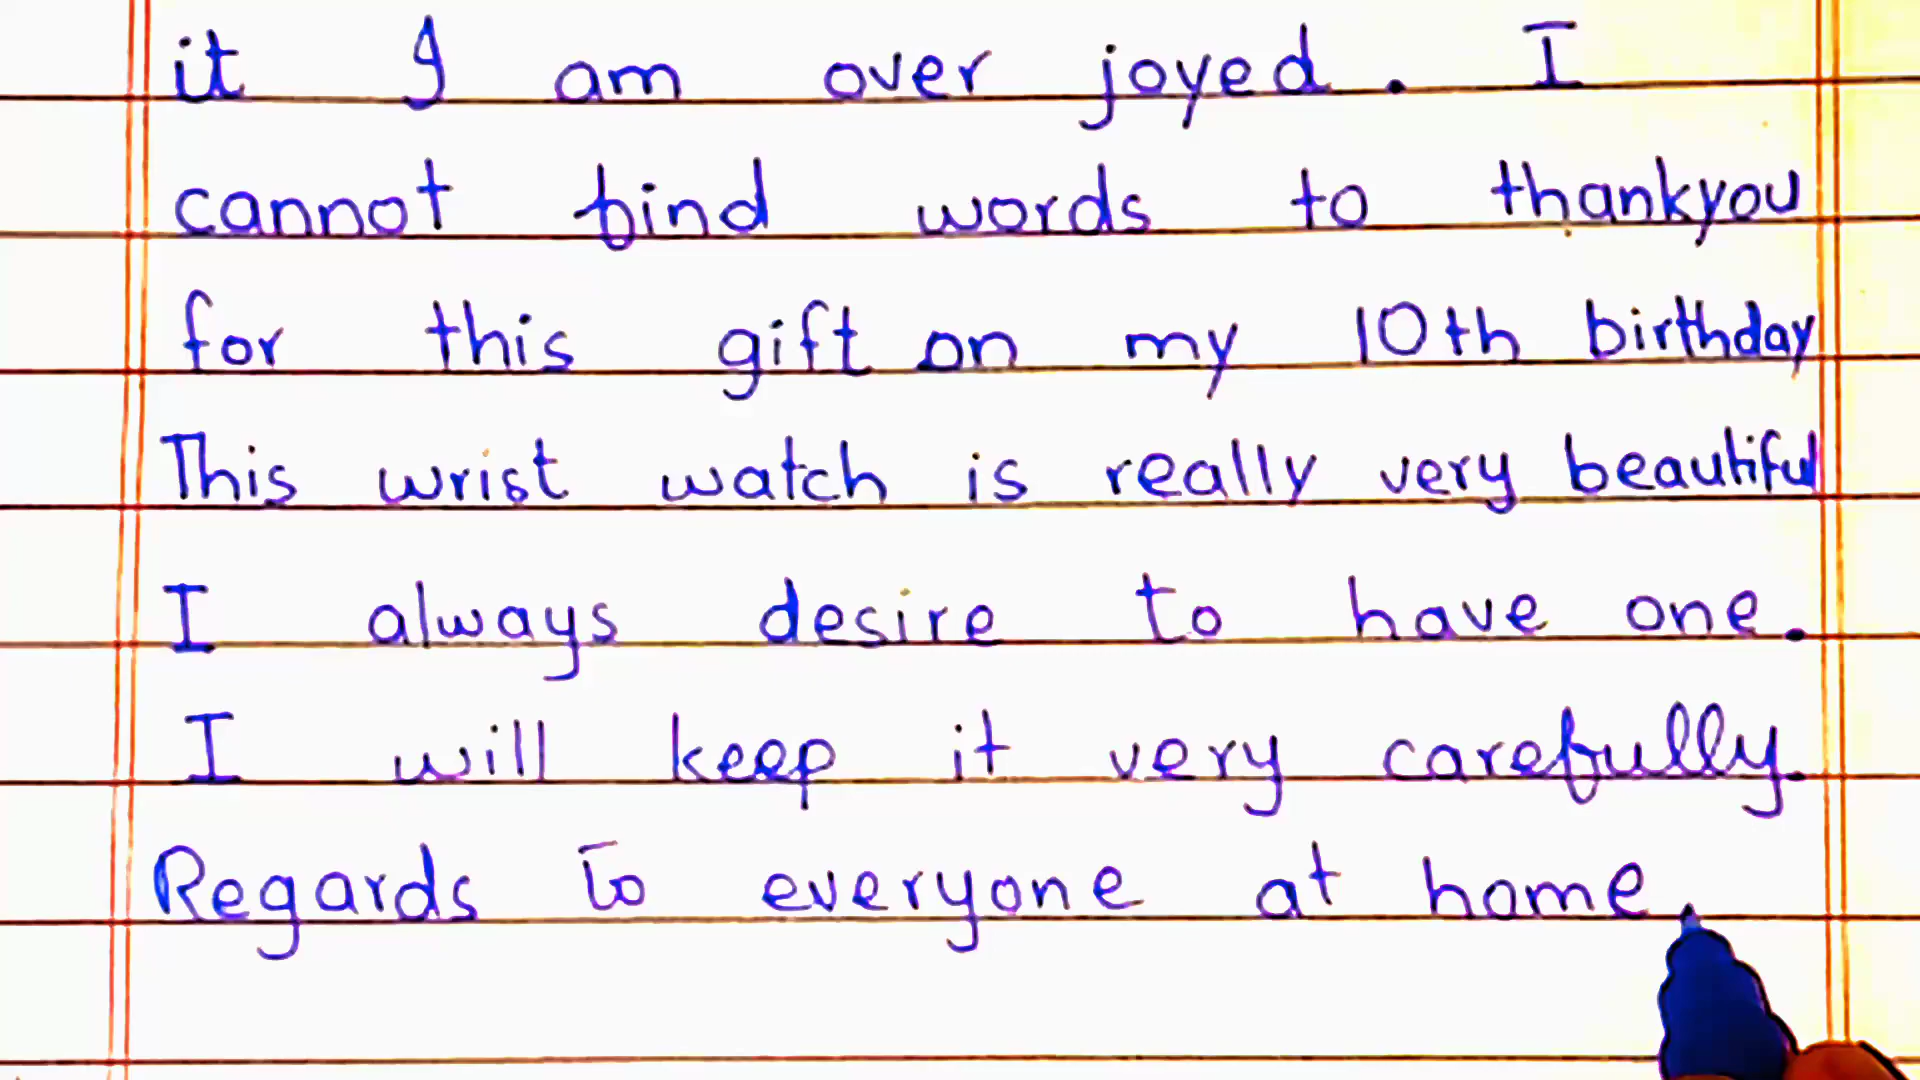 it I am over joyed. I
cannot find words to thankyou
for this gift on my 10th birthday
This wrist watch is really very beautiful
I always desire to have one.
I will keep it very carefully.
Regards to everyone at home.